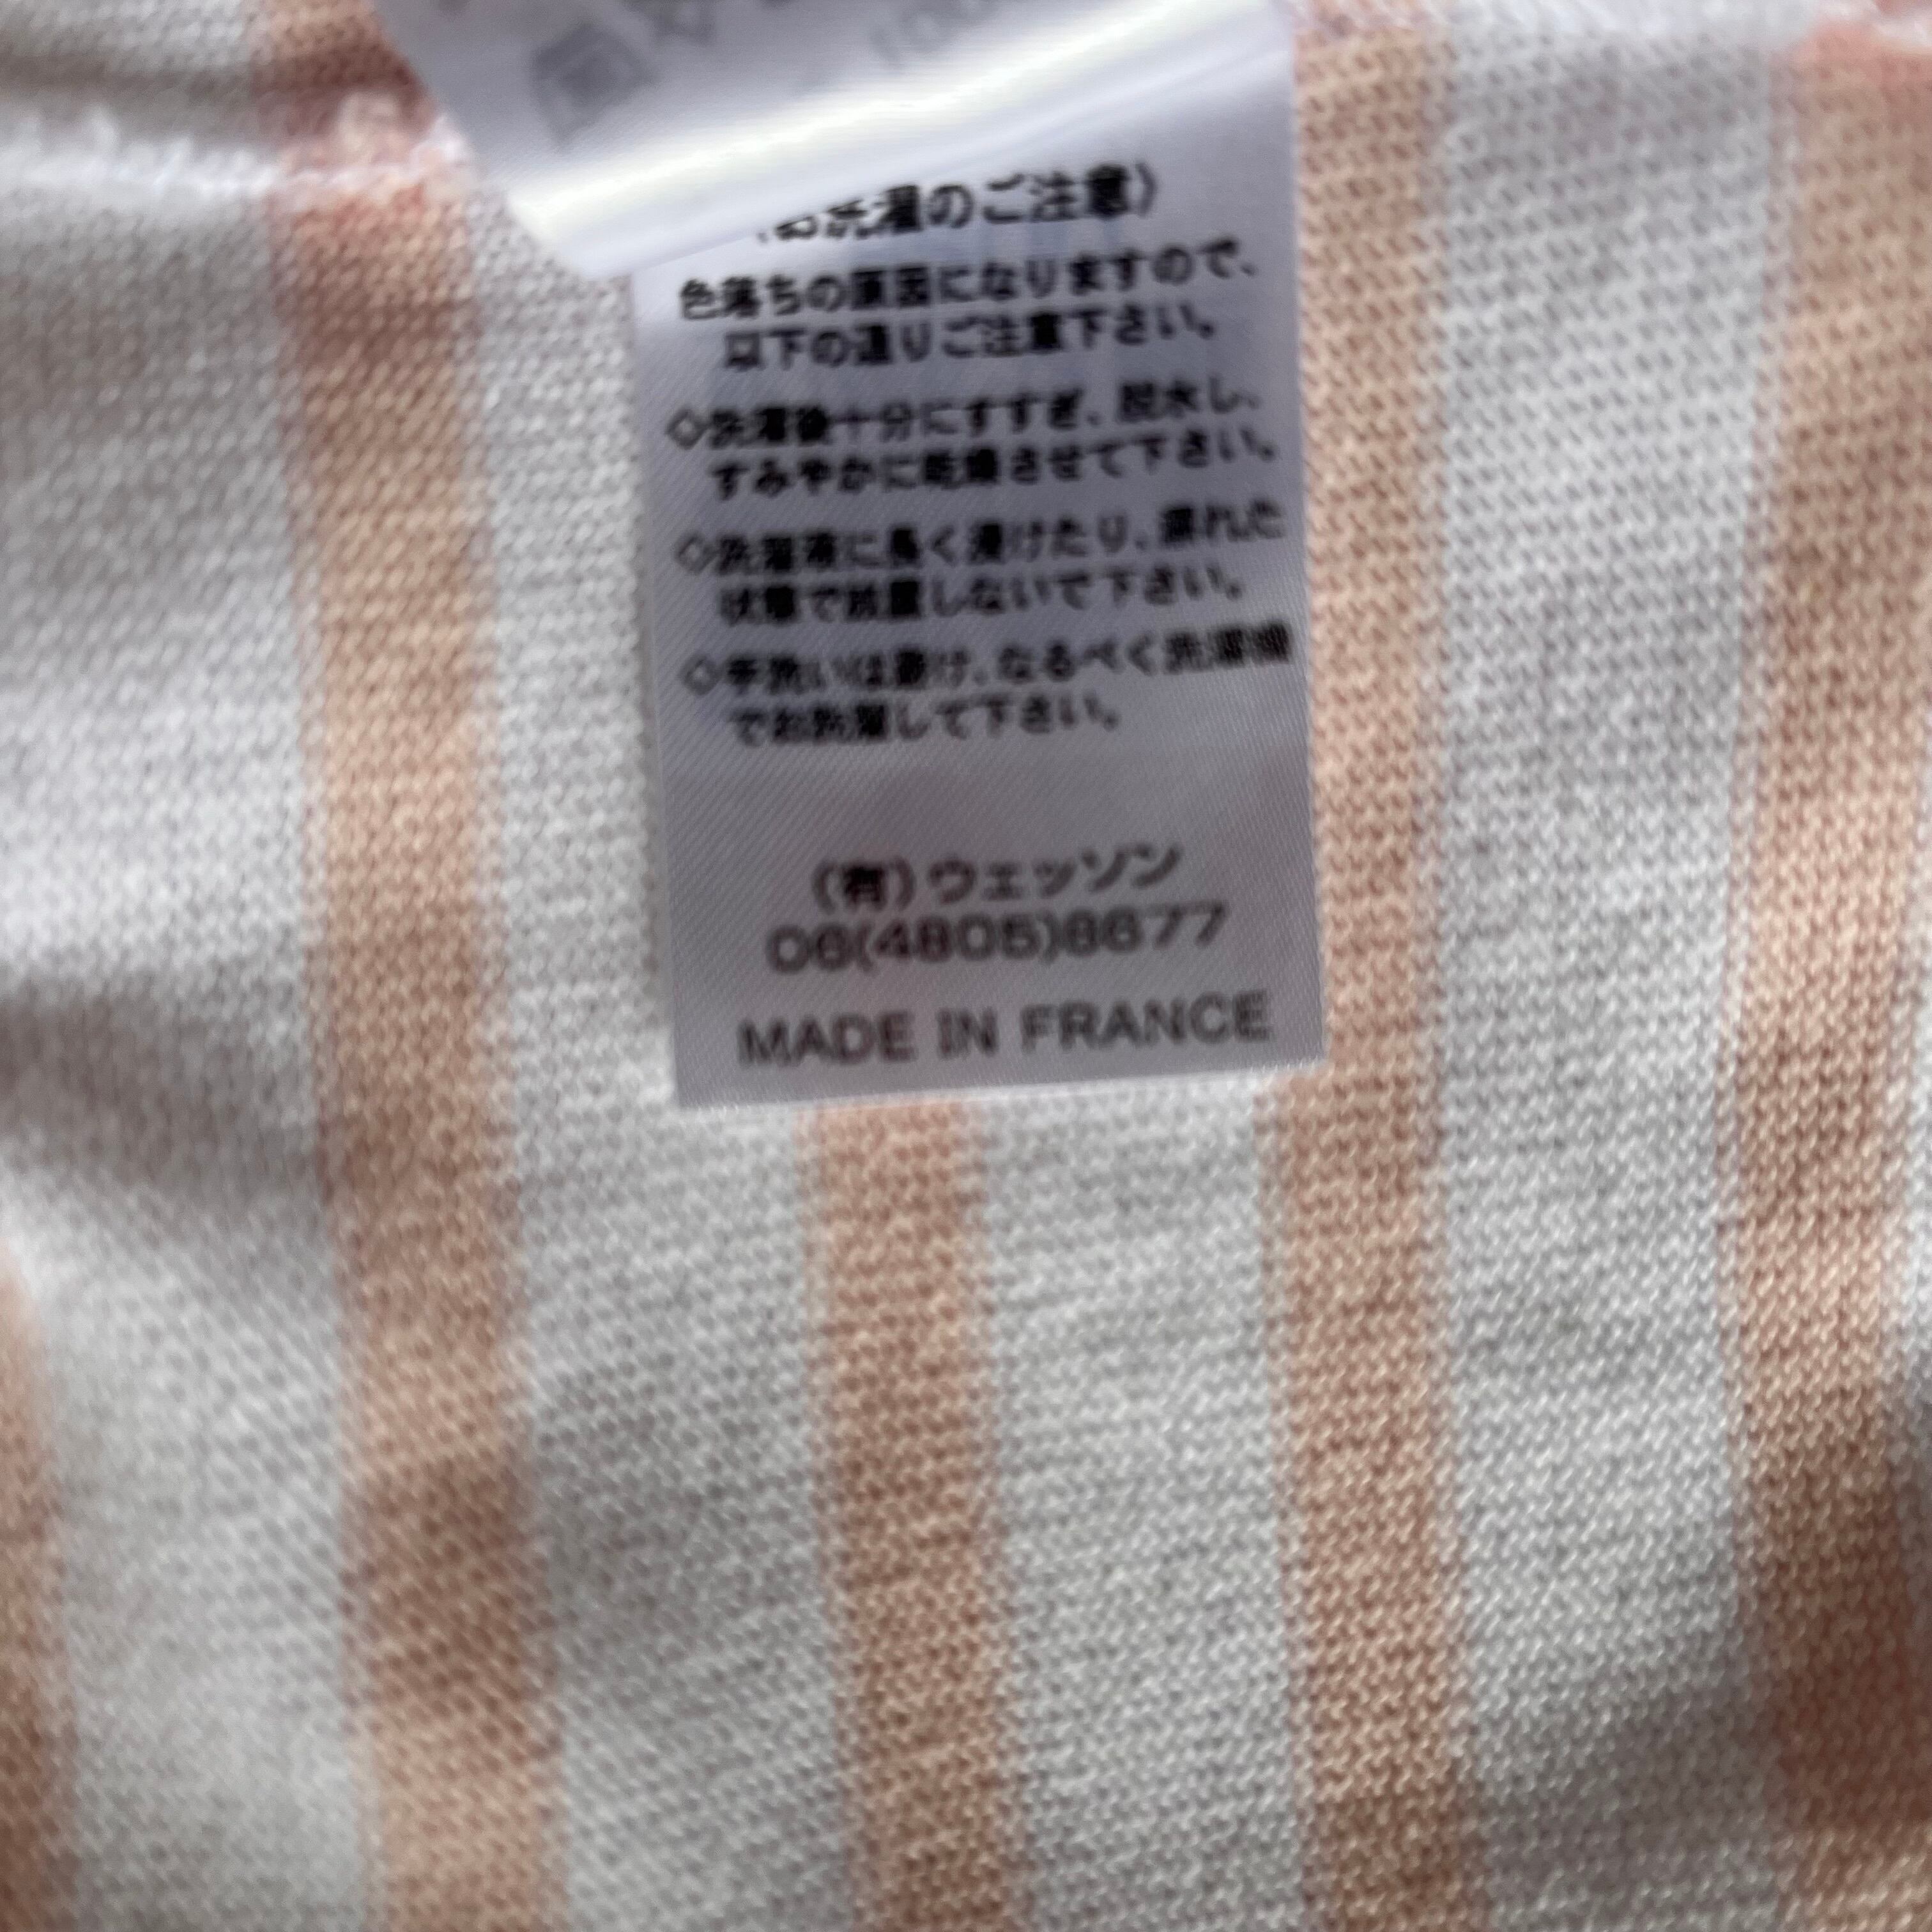 (お洗濯のご注意)
色落ちの原因になりますので、
以下の通りご注意下さい。
◇洗濯後十分にすすぎ、脱水し、
すみやかに乾燥させて下さい。
◇洗濯液に長く浸けたり、濡れた
状態で放置しないで下さい。
◇手洗いは避け、なるべく洗濯機
でお洗濯して下さい。
(有)ウェッソン
06(4805)8677
MADE IN FRANCE